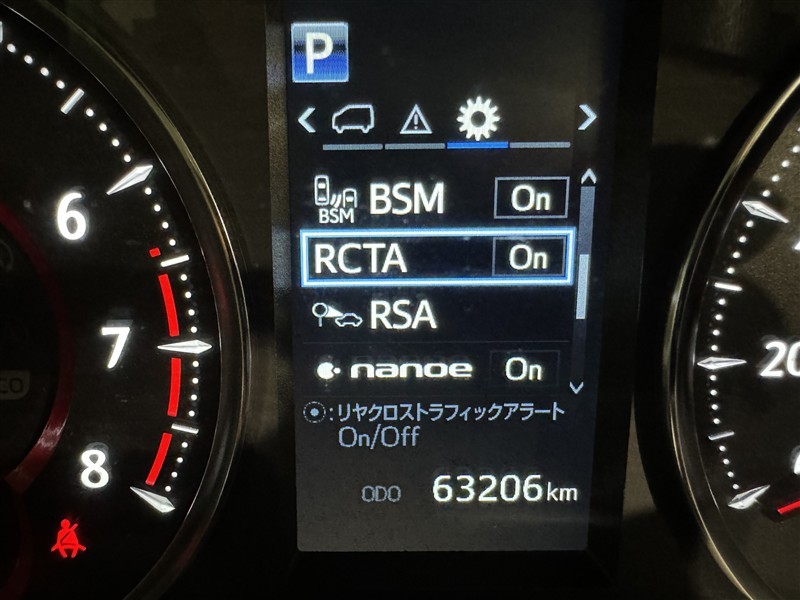 P
BSM BSM On
RCTA On
RSA
nanoe On
:リヤクロストラフィックアラート
On/Off
ODO 63206km
6
7
8